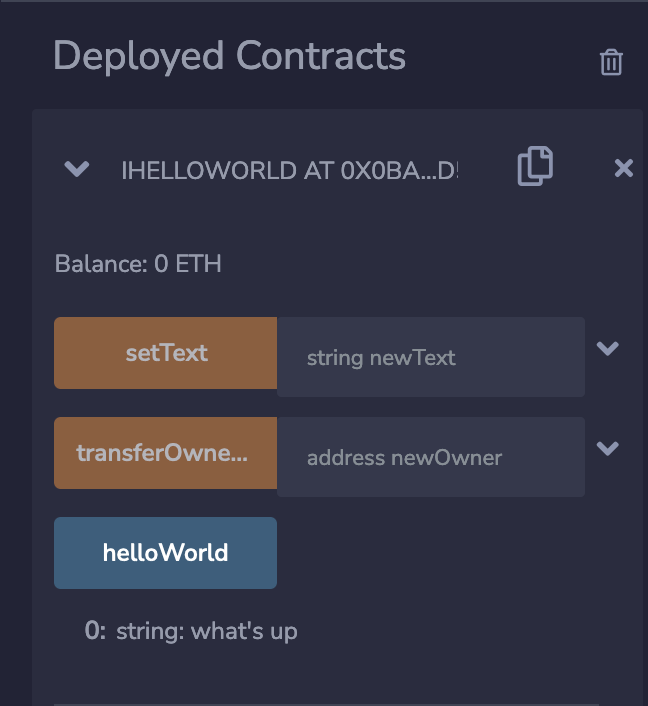 Deployed Contracts
IHELLOWORLD AT 0X0BA...D
Balance: 0 ETH
setText string newText
transferOwne... address newOwner
helloWorld
0: string: what's up